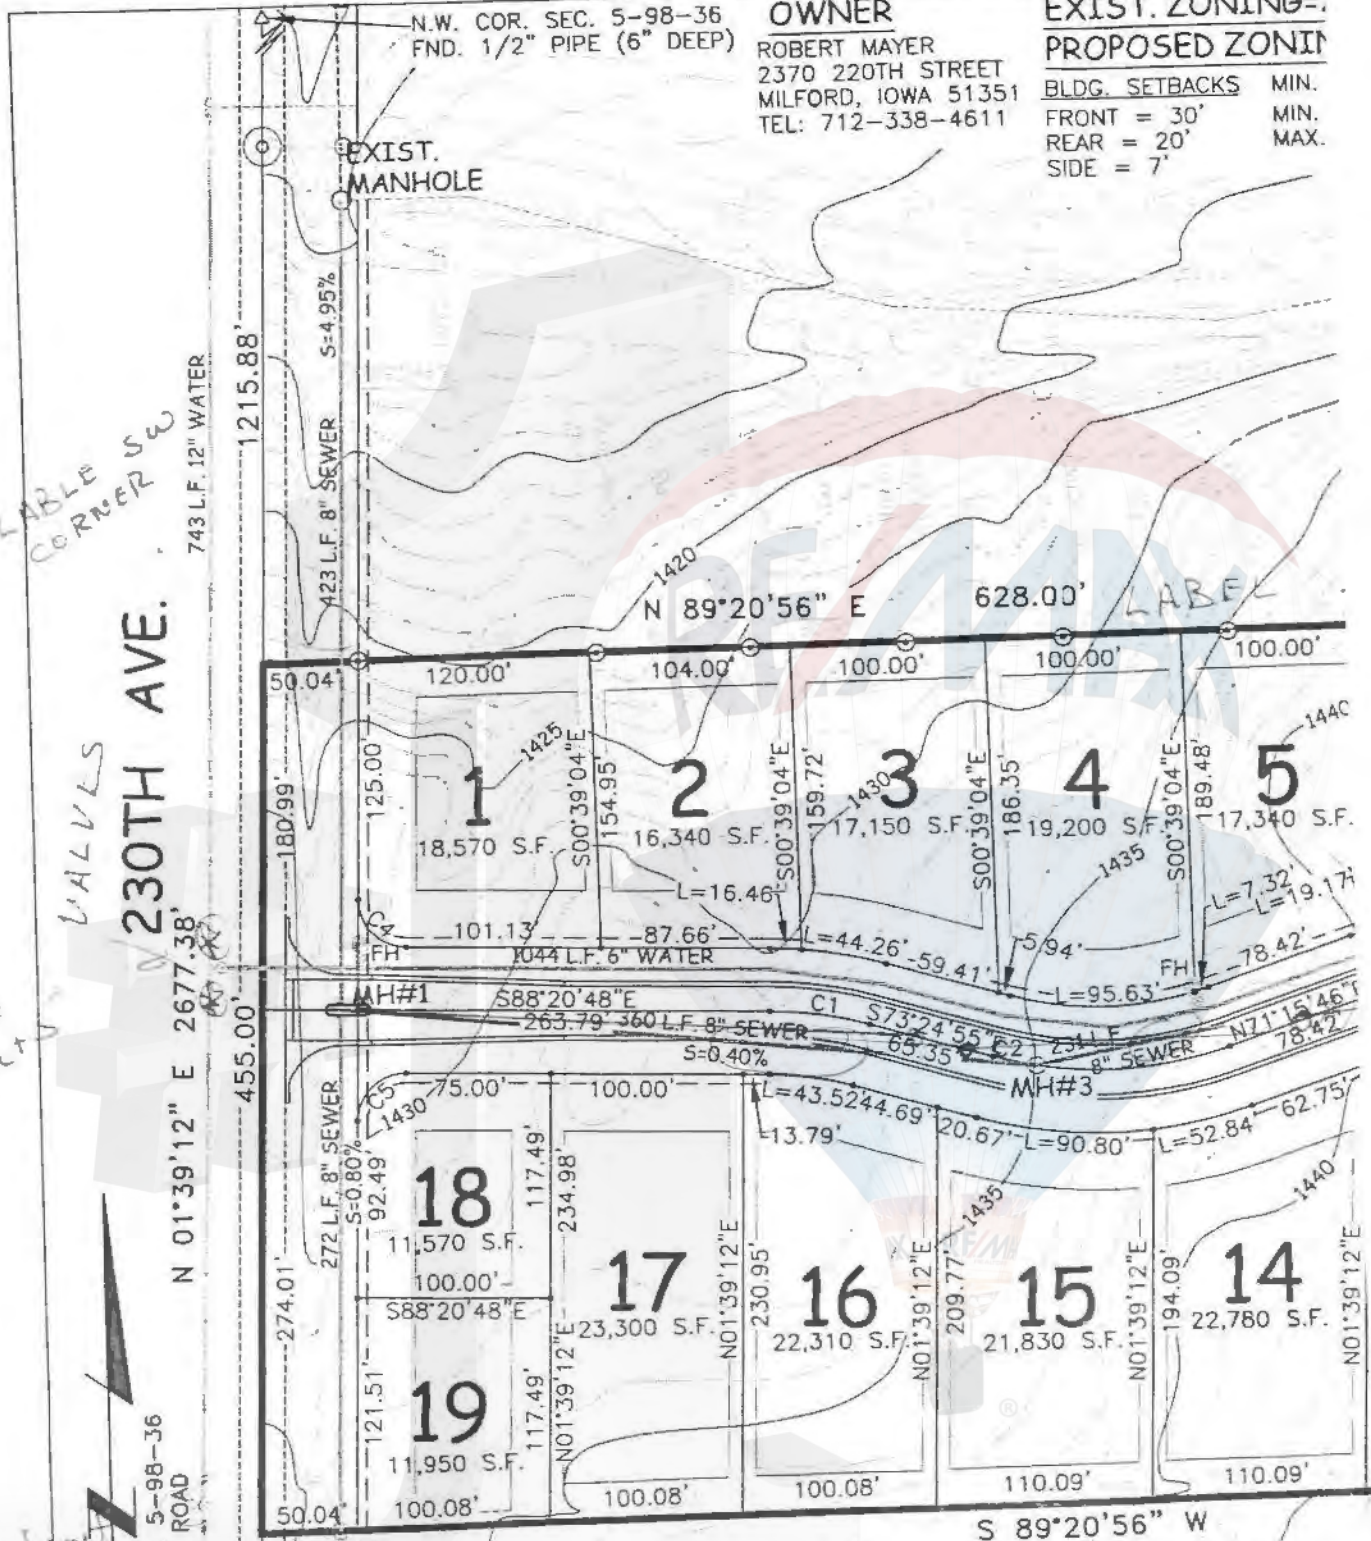 N.W. COR. SEC. 5-98-36
FND. 1/2" PIPE (6" DEEP)
OWNER
ROBERT MAYER
2370 220TH STREET
MILFORD, IOWA 51351
TEL: 712-338-4611
EXIST. ZONING=
PROPOSED ZONIN
BLDG. SETBACKS MIN.
FRONT = 30' MIN.
REAR = 20' MAX.
SIDE = 7'
EXIST.
MANHOLE
S=4.95%
423 L.F. 8" SEWER
1215.88'
743 L.F. 12" WATER
LABLE SW
CORNER
230TH AVE.
VALVES
N 01°39'12" E 2677.38'
455.00'
1420
N 89°20'56" E 628.00'
LABEL
RE/MAX
50.04'
120.00'
104.00'
100.00'
100.00'
100.00'
180.99'
125.00
1
18,570 S.F.
1425
S00°39'04"E
154.95'
2
16,340 S.F.
S00°39'04"E
159.72'
3
17,150 S.F.
1430
S00°39'04"E
186.35'
4
19,200 S.F.
1435
S00°39'04"E
189.48'
5
17,340 S.F.
1440
L=16.46'
L=7.32'
L=19.17'
C4
101.13'
87.66'
L=44.26'
59.41'
5.94'
L=95.63'
78.42'
FH
1044 L.F. 6" WATER
FH
MH#1
S88°20'48"E
263.79'
360 L.F. 8" SEWER
S=0.40%
C1
S73°24'55"E
65.35'
C2
231 L.F.
8" SEWER
N71°15'46"E
78.42'
MH#3
C5
1430
75.00'
100.00'
13.79'
L=43.52
44.69'
20.67'
L=90.80'
L=52.84'
62.75'
272 L.F. 8" SEWER
S=0.80%
92.49'
18
11,570 S.F.
100.00'
S88°20'48"E
117.49'
234.98'
17
23,300 S.F.
N01°39'12"E
230.95'
16
22,310 S.F.
N01°39'12"E
209.77'
1435
RE/MAX
15
21,830 S.F.
N01°39'12"E
194.09'
1440
14
22,780 S.F.
N01°39'12"E
274.01'
121.51'
19
11,950 S.F.
117.49'
N01°39'12"E
®
50.04'
100.08'
100.08'
100.08'
110.09'
110.09'
S 89°20'56" W
5-98-36
ROAD